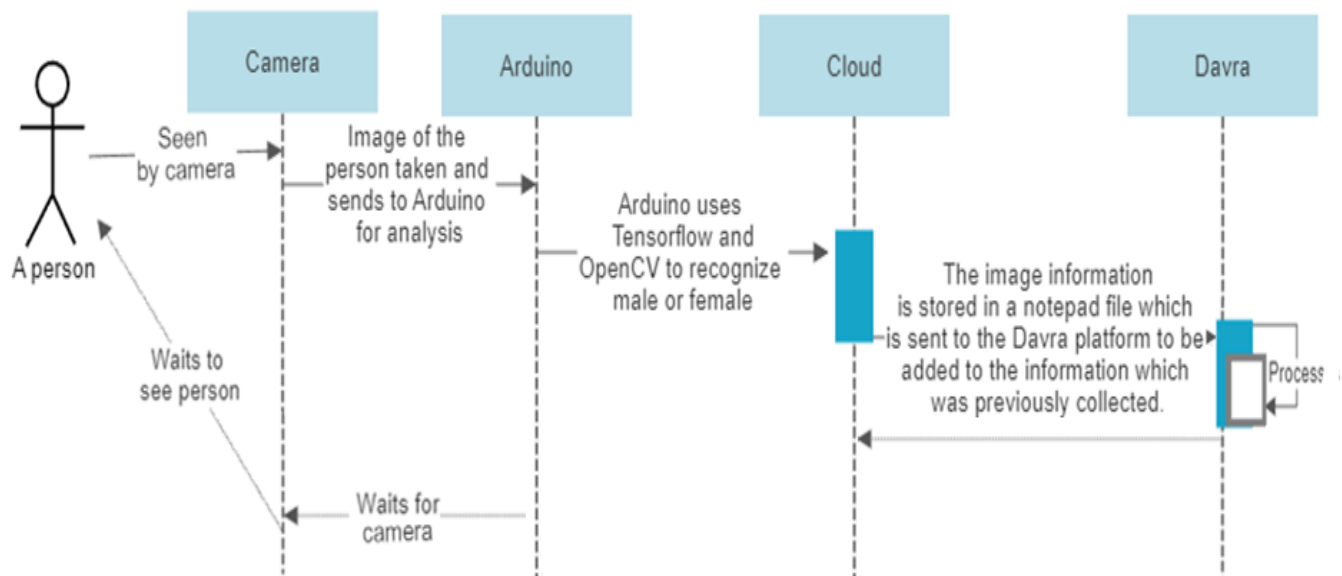 Camera
Arduino
Cloud
Davra
Seen
by camera
Image of the
person taken and
sends to Arduino
for analysis
Arduino uses
Tensorflow and
OpenCV to recognize
male or female
A person
The image information
is stored in a notepad file which
is sent to the Davra platform to be
added to the information which
was previously collected.
Process
Waits to
see person
Waits for
camera